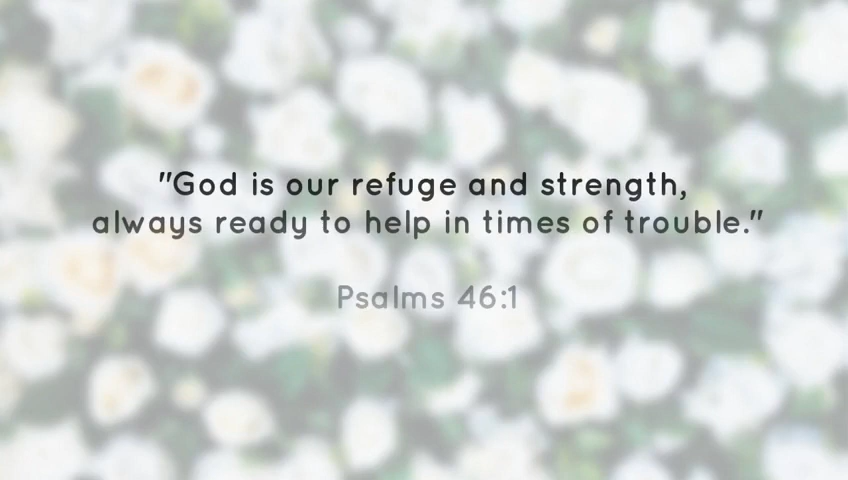 "God is our refuge and strength,
always ready to help in times of trouble."
Psalms 46:1